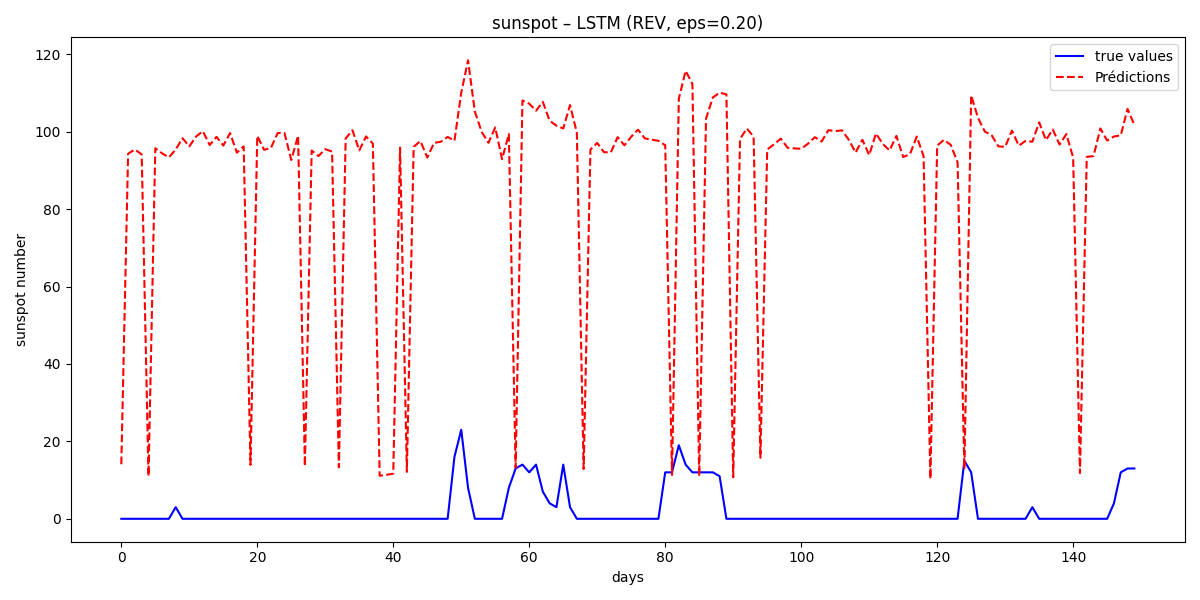 sunspot – LSTM (REV, eps=0.20)
true values
Prédictions
sunspot number
120
100
80
60
40
20
0
0 20 40 60 80 100 120 140
days